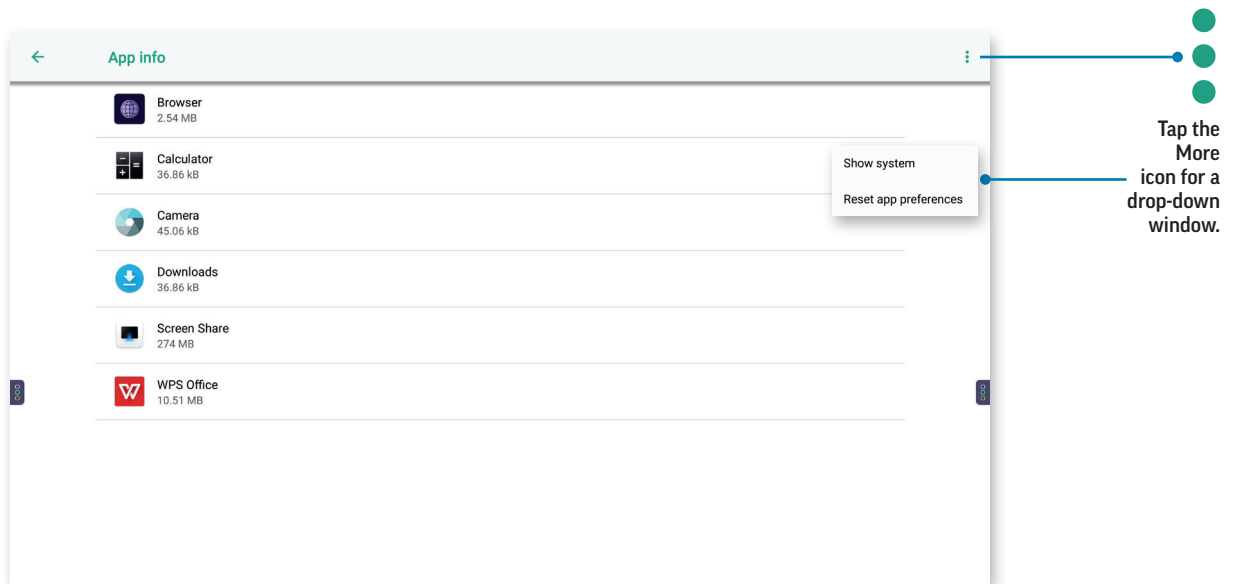 App info
Browser
2.54 MB
Calculator
36.86 kB
Camera
45.06 kB
Downloads
36.86 kB
Screen Share
274 MB
WPS Office
10.51 MB
Show system
Reset app preferences
Tap the
More
icon for a
drop-down
window.